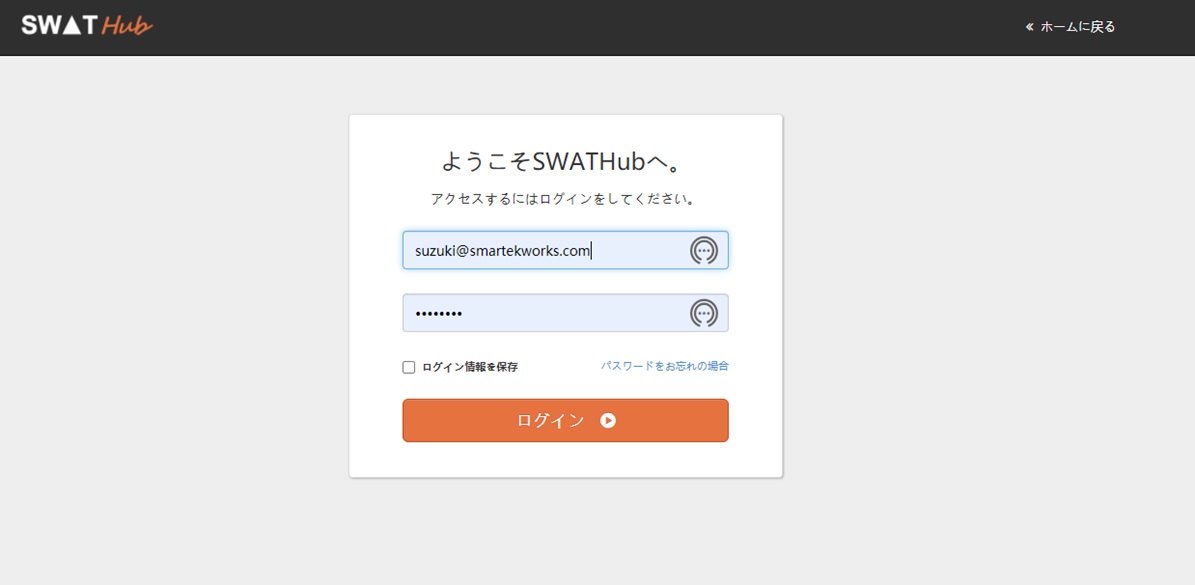 SWAT Hub
« ホームに戻る
ようこそSWATHubへ。
アクセスするにはログインをしてください。
suzuki@smartekworks.com
••••••••
ログイン情報を保存
パスワードをお忘れの場合
ログイン